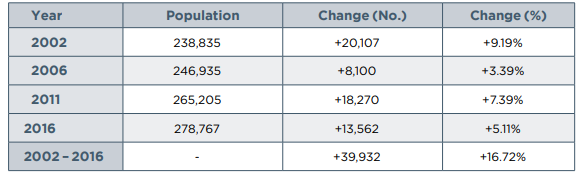 Year Population Change (No.) Change (%)
2002 238,835 +20,107 +9.19%
2006 246,935 +8,100 +3.39%
2011 265,205 +18,270 +7.39%
2016 278,767 +13,562 +5.11%
2002 – 2016 - +39,932 +16.72%